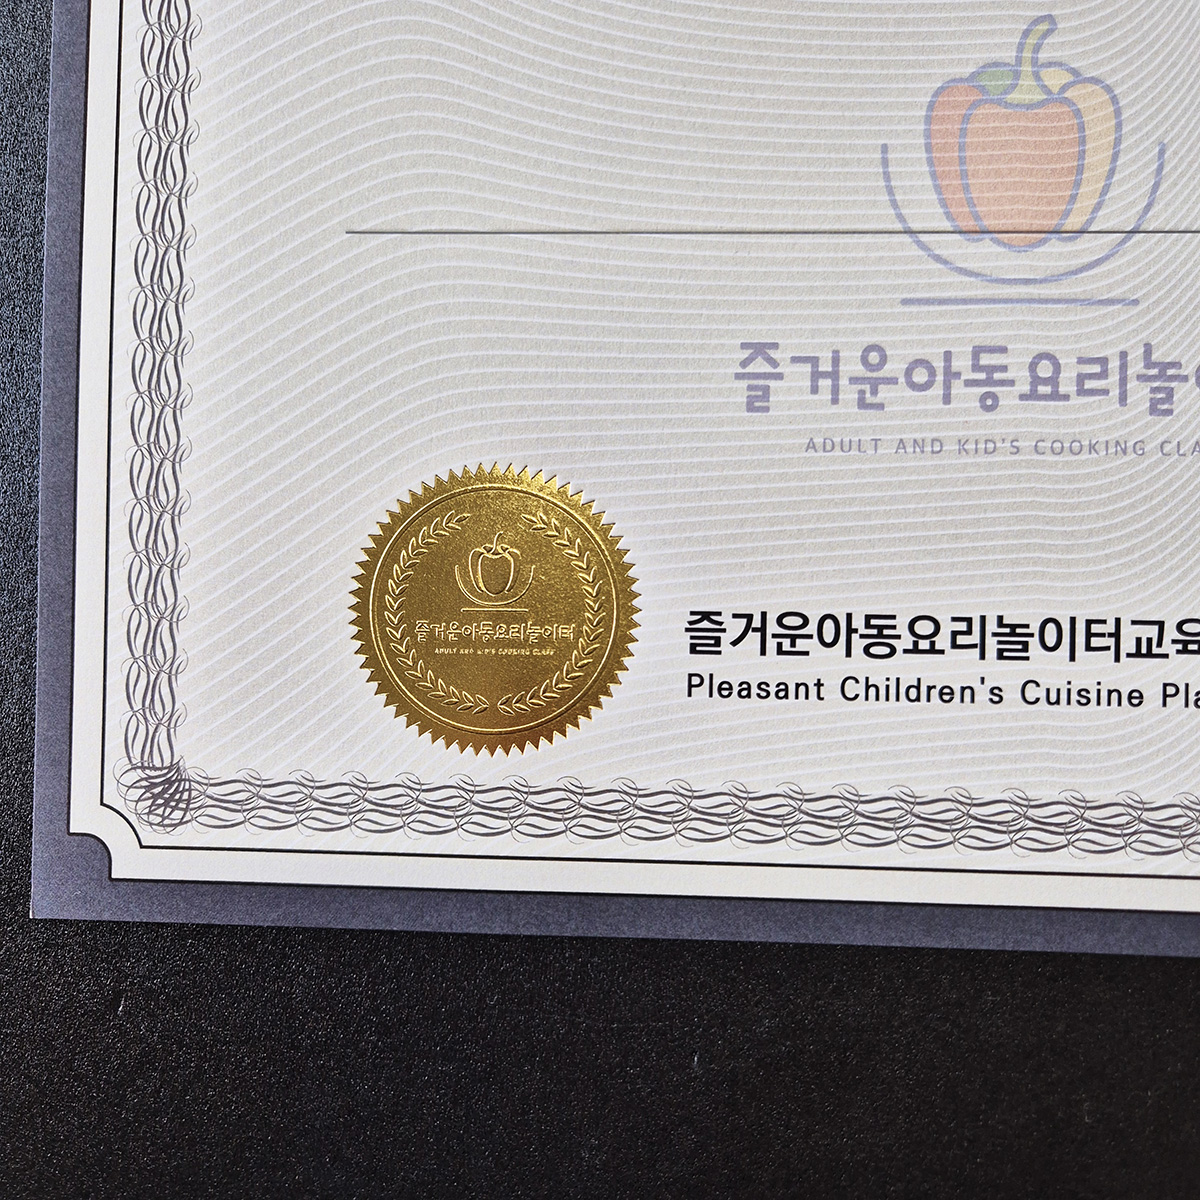 즐거운아동요리놀이
ADULT AND KID'S COOKING CLA
즐거운아동요리놀이터
ADULT AND KID'S COOKING CLASS
즐거운아동요리놀이터교육
Pleasant Children's Cuisine Pla